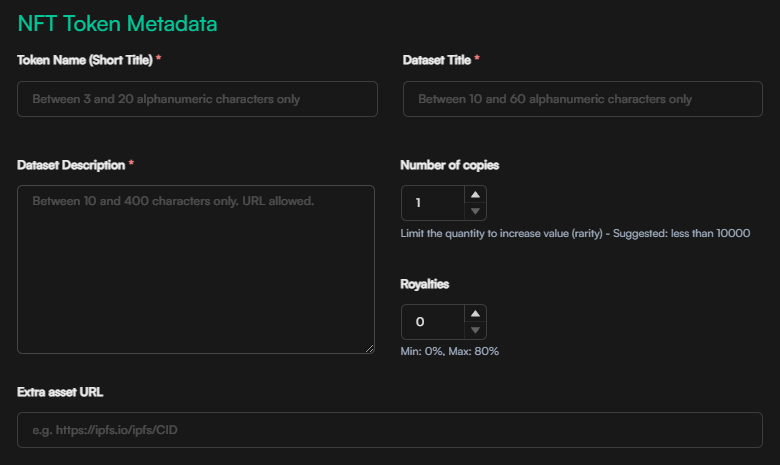 NFT Token Metadata
Token Name (Short Title) *
Dataset Title *
Between 3 and 20 alphanumeric characters only
Between 10 and 60 alphanumeric characters only
Dataset Description *
Between 10 and 400 characters only. URL allowed.
Number of copies
1
Limit the quantity to increase value (rarity) - Suggested: less than 10000
Royalties
0
Min: 0%, Max: 80%
Extra asset URL
e.g. https://ipfs.io/ipfs/CID